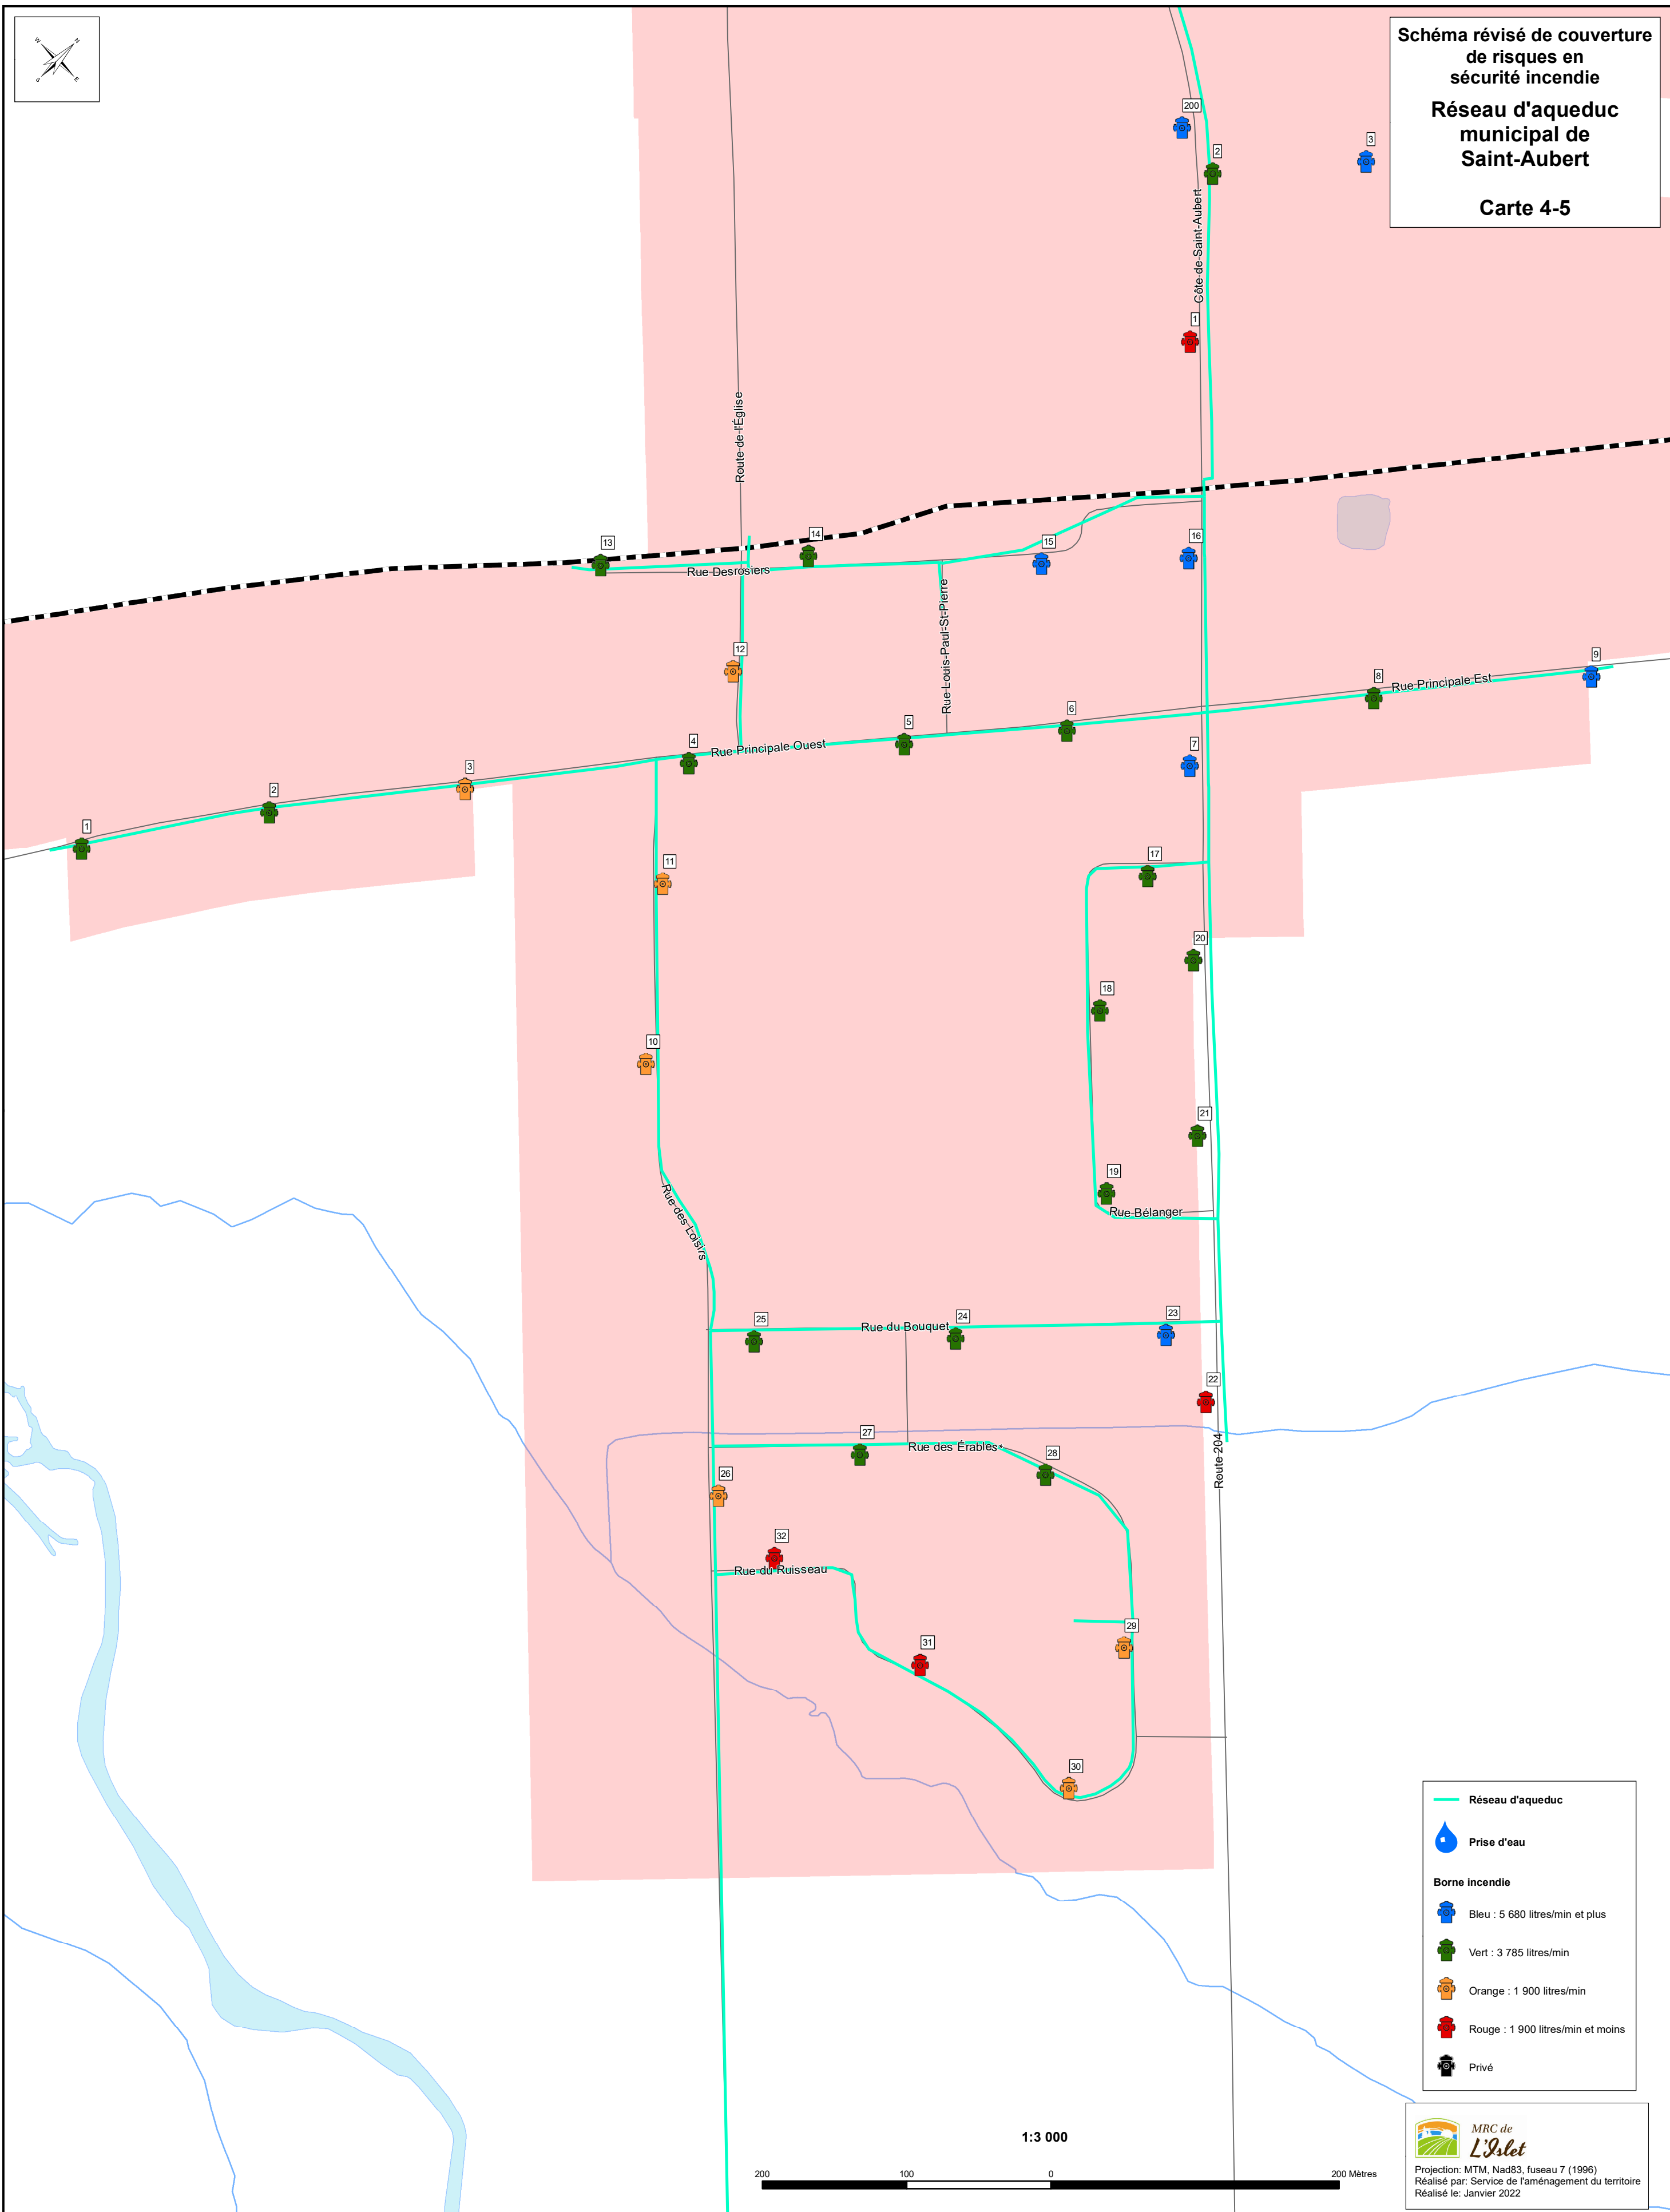 W
N
S
E
Schéma révisé de couverture
de risques en
sécurité incendie
Réseau d'aqueduc
municipal de
Saint-Aubert
Carte 4-5
200
2
3
Côte-de-Saint-Aubert
1
Route-de-l'Église
13
14
15
16
Rue Desrosiers
Rue-Louis-Paul-St-Pierre
12
9
8
Rue Principale Est
6
5
4
Rue Principale Ouest
7
3
2
1
11
17
20
18
10
21
19
Rue Bélanger
Rue des Loisirs
25
24
23
Rue du Bouquet
22
27
Rue des Érables
28
Route-204
26
32
Rue du Ruisseau
29
31
30
Réseau d'aqueduc
Prise d'eau
Borne incendie
Bleu : 5 680 litres/min et plus
Vert : 3 785 litres/min
Orange : 1 900 litres/min
Rouge : 1 900 litres/min et moins
Privé
1:3 000
200 100 0 200 Mètres
MRC de
L'Islet
Projection: MTM, Nad83, fuseau 7 (1996)
Réalisé par: Service de l'aménagement du territoire
Réalisé le: Janvier 2022